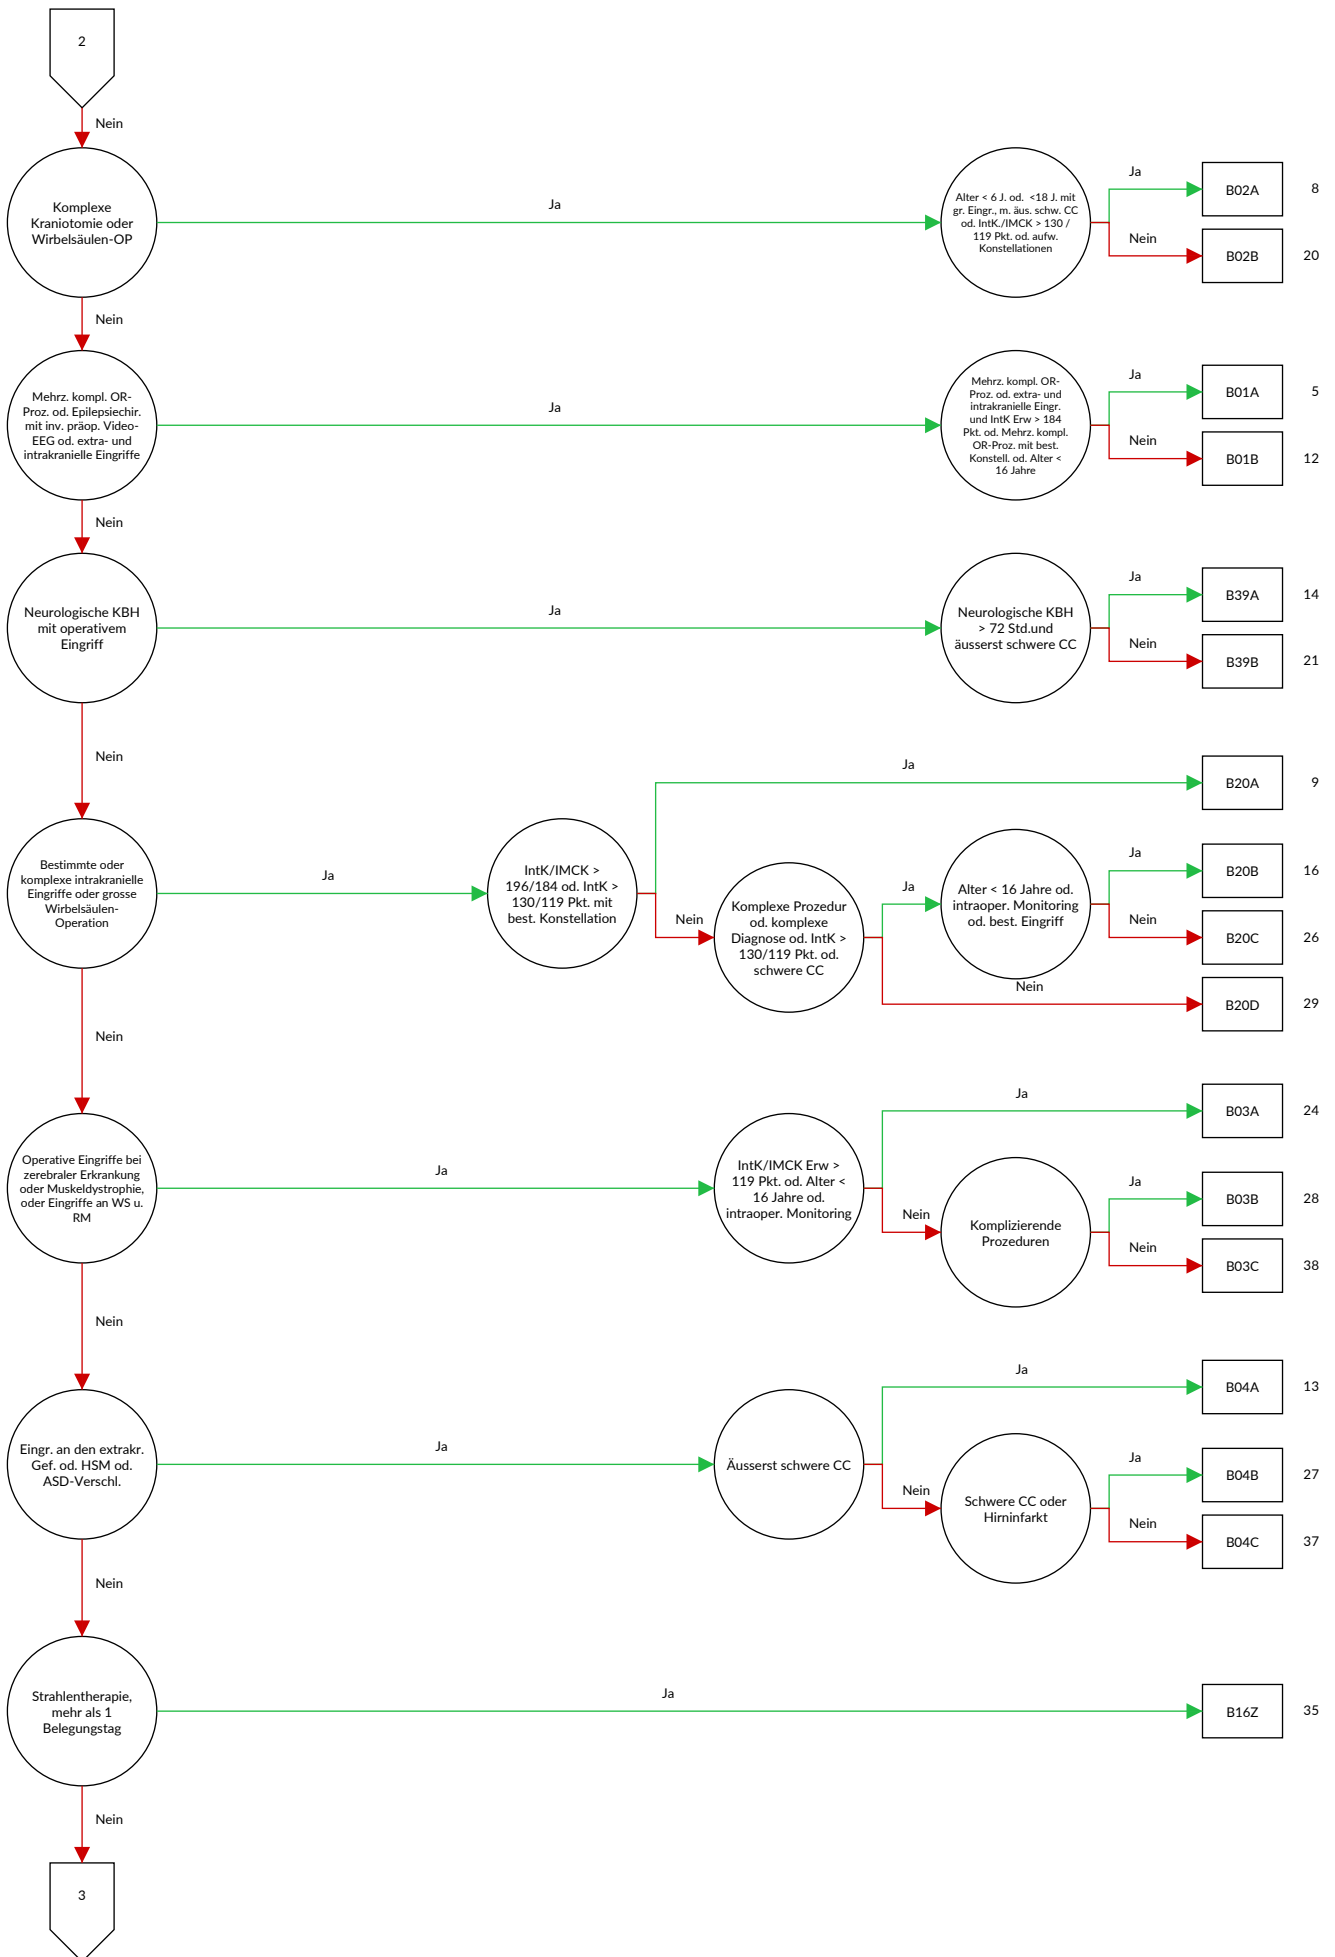 2
Nein
Komplexe
Kraniotomie oder
Wirbelsäulen-OP
Ja
Alter < 6 J. od. <18 J. mit
gr. Eingr., m. äus. schw. CC
od. IntK./IMCK > 130 /
119 Pkt. od. aufw.
Konstellationen
Ja
B02A
8
Nein
B02B
20
Nein
Mehrz. kompl. OR-
Proz. od. Epilepsiechir.
mit inv. präop. Video-
EEG od. extra- und
intrakranielle Eingriffe
Ja
Mehrz. kompl. OR-
Proz. od. extra- und
intrakranielle Eingr.
und IntK Erw > 184
Pkt. od. Mehrz. kompl.
OR-Proz. mit best.
Konstell. od. Alter <
16 Jahre
Ja
B01A
5
Nein
B01B
12
Nein
Neurologische KBH
mit operativem
Eingriff
Ja
Neurologische KBH
> 72 Std.und
äusserst schwere CC
Ja
B39A
14
Nein
B39B
21
Nein
Bestimmte oder
komplexe intrakranielle
Eingriffe oder grosse
Wirbelsäulen-
Operation
Ja
IntK/IMCK >
196/184 od. IntK >
130/119 Pkt. mit
best. Konstellation
Ja
B20A
9
Nein
Komplexe Prozedur
od. komplexe
Diagnose od. IntK >
130/119 Pkt. od.
schwere CC
Ja
Alter < 16 Jahre od.
intraoper. Monitoring
od. best. Eingriff
Ja
B20B
16
Nein
B20C
26
Nein
B20D
29
Nein
Operative Eingriffe bei
zerebraler Erkrankung
oder Muskeldystrophie,
oder Eingriffe an WS u.
RM
Ja
IntK/IMCK Erw >
119 Pkt. od. Alter <
16 Jahre od.
intraoper. Monitoring
Ja
B03A
24
Nein
Komplizierende
Prozeduren
Ja
B03B
28
Nein
B03C
38
Nein
Eingr. an den extrakr.
Gef. od. HSM od.
ASD-Verschl.
Ja
Äusserst schwere CC
Ja
B04A
13
Nein
Schwere CC oder
Hirninfarkt
Ja
B04B
27
Nein
B04C
37
Nein
Strahlentherapie,
mehr als 1
Belegungstag
Ja
B16Z
35
Nein
3